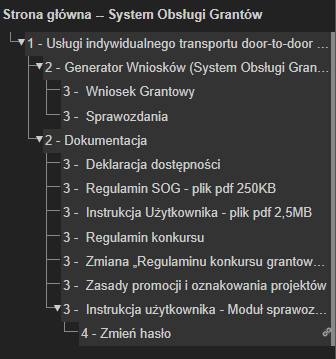 Strona główna -- System Obsługi Grantów
1 - Usługi indywidualnego transportu door-to-door ...
2 - Generator Wniosków (System Obsługi Gran...
3 - Wniosek Grantowy
3 - Sprawozdania
2 - Dokumentacja
3 - Deklaracja dostępności
3 - Regulamin SOG - plik pdf 250KB
3 - Instrukcja Użytkownika - plik pdf 2,5MB
3 - Regulamin konkursu
3 - Zmiana „Regulaminu konkursu grantow...
3 - Zasady promocji i oznakowania projektów
3 - Instrukcja użytkownika - Moduł sprawoz...
4 - Zmień hasło